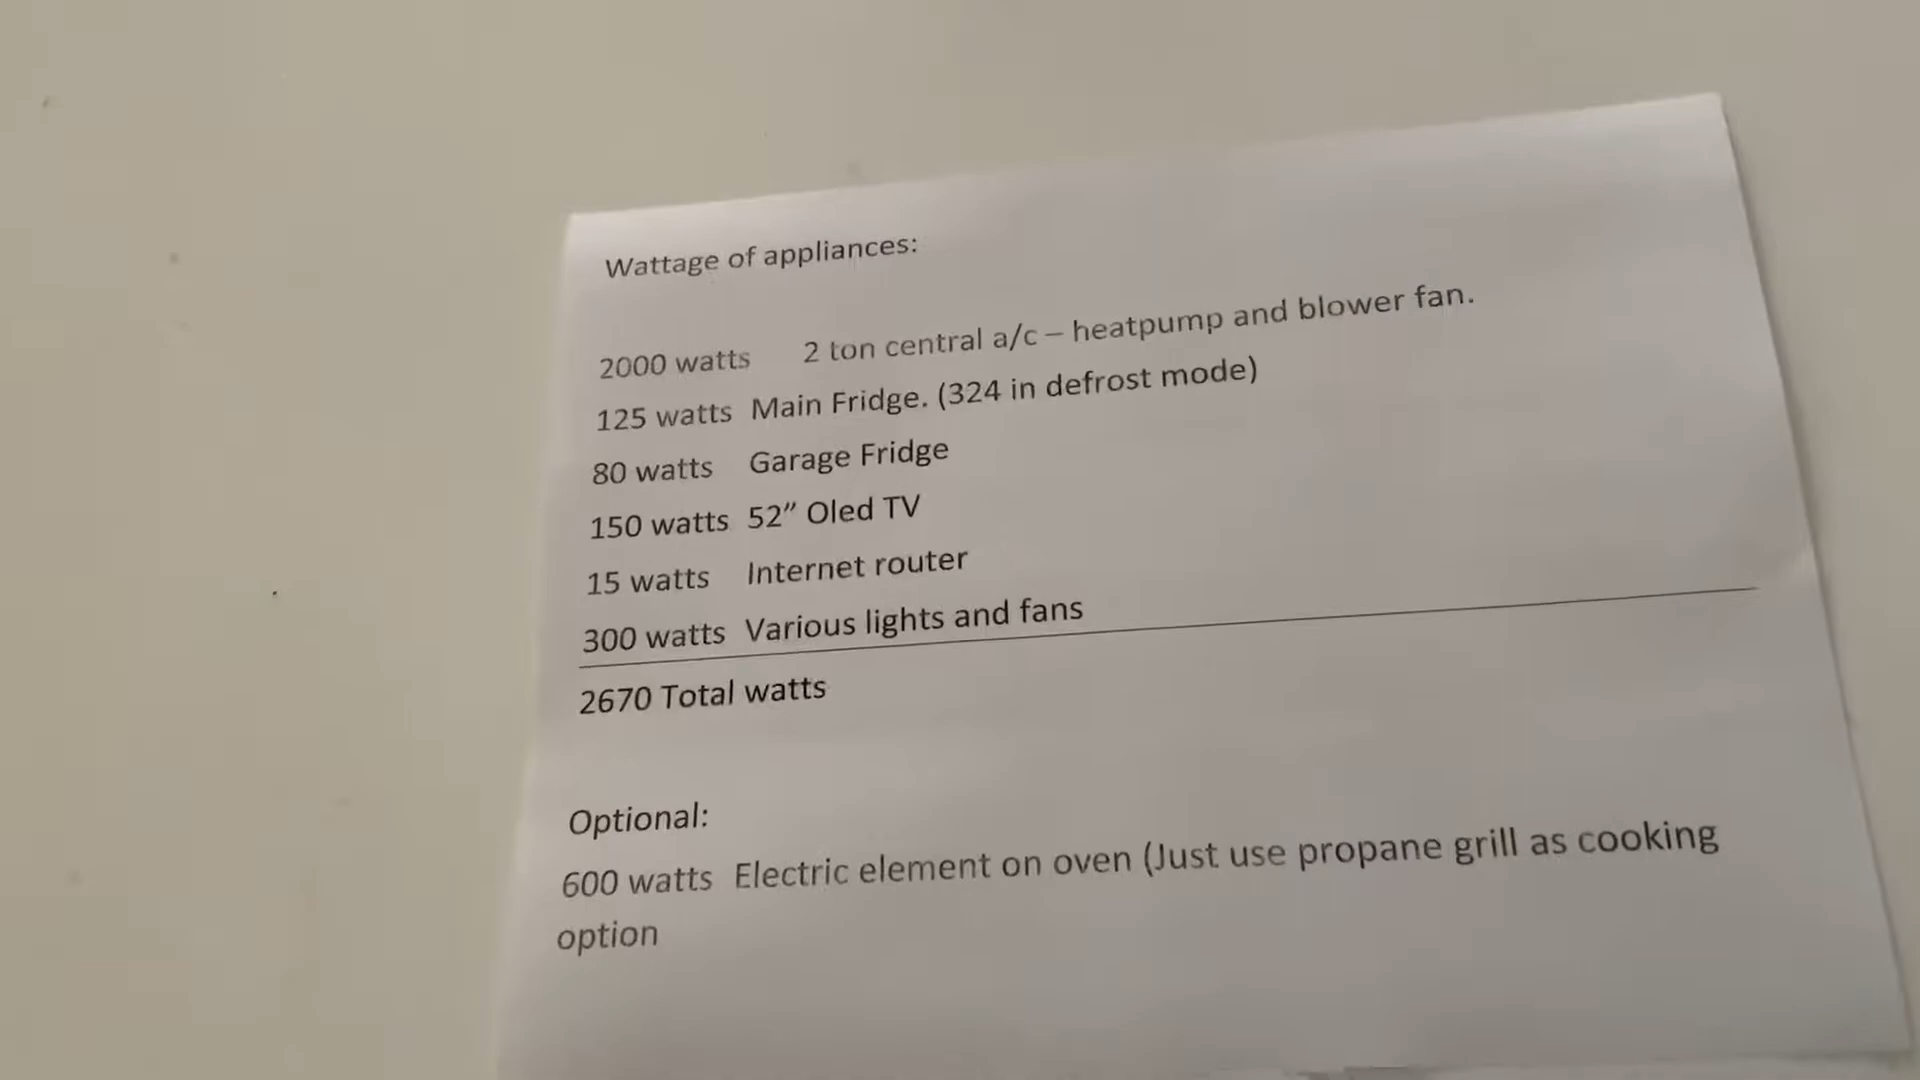 Wattage of appliances:
2000 watts 2 ton central a/c – heatpump and blower fan.
125 watts Main Fridge. (324 in defrost mode)
80 watts Garage Fridge
150 watts 52” Oled TV
15 watts Internet router
300 watts Various lights and fans
2670 Total watts
Optional:
600 watts Electric element on oven (Just use propane grill as cooking
option